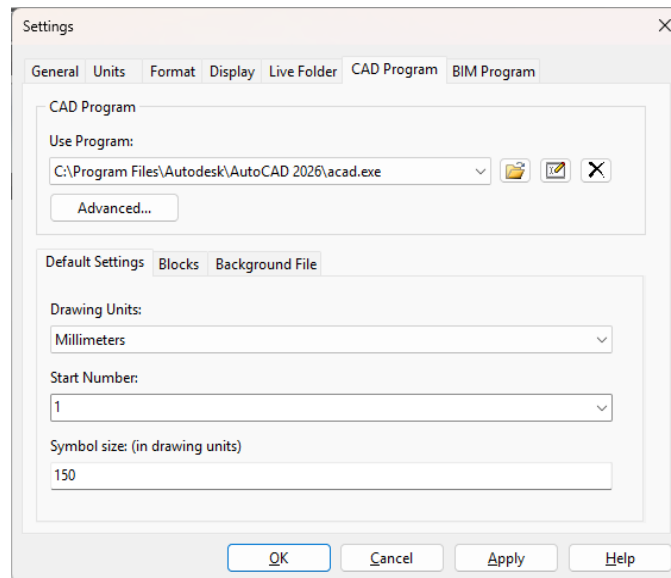 Settings
General Units Format Display Live Folder CAD Program BIM Program
CAD Program
Use Program:
C:\Program Files\Autodesk\AutoCAD 2026\acad.exe
Advanced...
Default Settings Blocks Background File
Drawing Units:
Millimeters
Start Number:
1
Symbol size: (in drawing units)
150
OK Cancel Apply Help